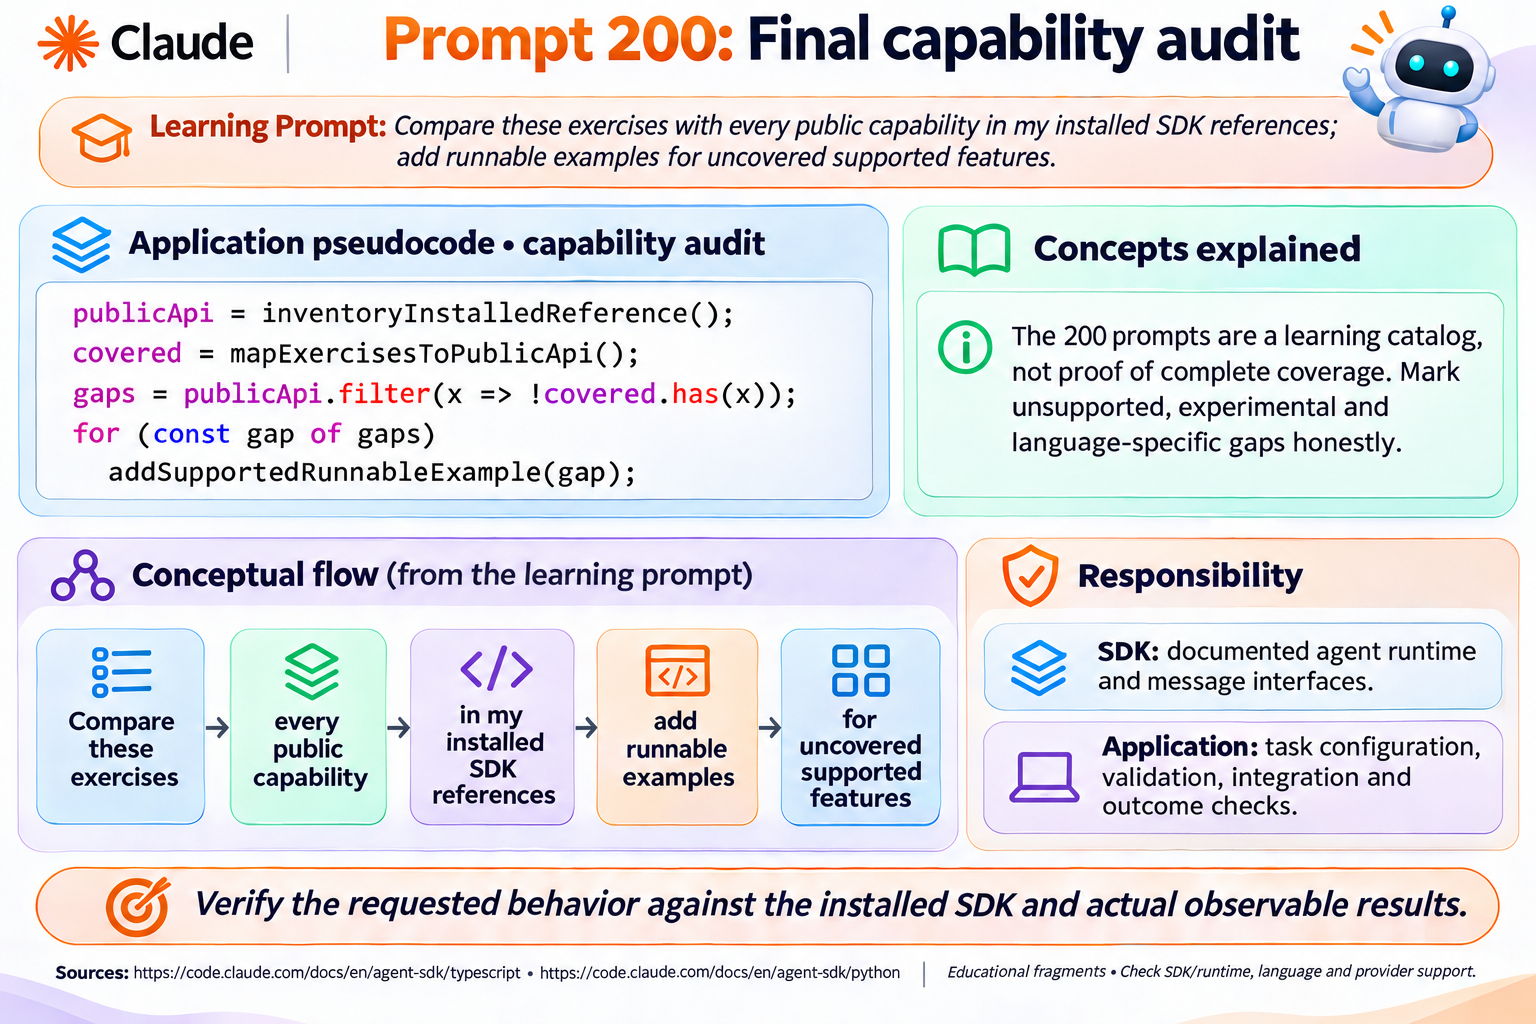 Claude
Prompt 200: Final capability audit
Learning Prompt: Compare these exercises with every public capability in my installed SDK references;
add runnable examples for uncovered supported features.
Application pseudocode • capability audit
publicApi = inventoryInstalledReference();
covered = mapExercisesToPublicApi();
gaps = publicApi.filter(x => !covered.has(x));
for (const gap of gaps)
addSupportedRunnableExample(gap);
Concepts explained
The 200 prompts are a learning catalog,
not proof of complete coverage. Mark
unsupported, experimental and
language-specific gaps honestly.
Conceptual flow (from the learning prompt)
Compare
these
exercises
every
public
capability
in my
installed
SDK
references
add
runnable
examples
for
uncovered
supported
features
Responsibility
SDK: documented agent runtime
and message interfaces.
Application: task configuration,
validation, integration and
outcome checks.
Verify the requested behavior against the installed SDK and actual observable results.
Sources: https://code.claude.com/docs/en/agent-sdk/typescript • https://code.claude.com/docs/en/agent-sdk/python
Educational fragments • Check SDK/runtime, language and provider support.